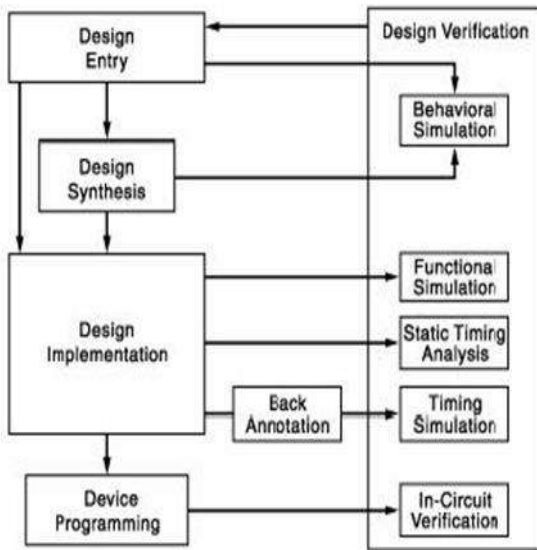 Design
Entry
Design Verification
Behavioral
Simulation
Design
Synthesis
Functional
Simulation
Design
Implementation
Static Timing
Analysis
Back
Annotation
Timing
Simulation
Device
Programming
In-Circuit
Verification